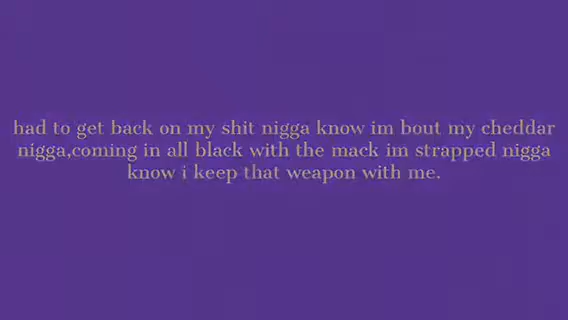 had to get back on my shit nigga know im bout my cheddar
nigga,coming in all black with the mack im strapped nigga
know i keep that weapon with me.